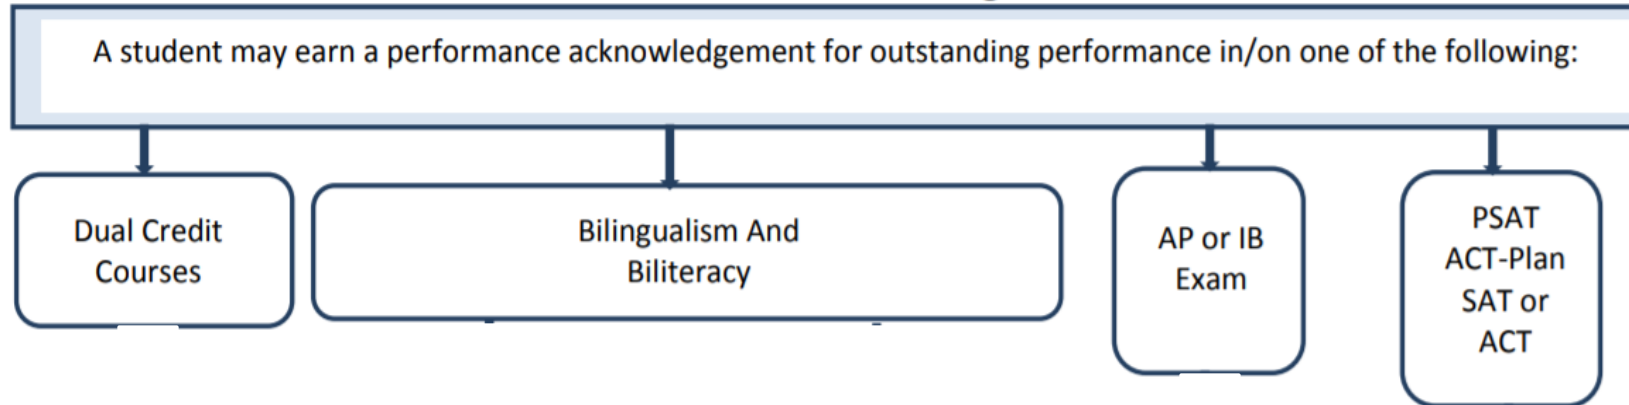 A student may earn a performance acknowledgement for outstanding performance in/on one of the following:
Dual Credit
Courses
Bilingualism And
Biliteracy
AP or IB
Exam
PSAT
ACT-Plan
SAT or
ACT